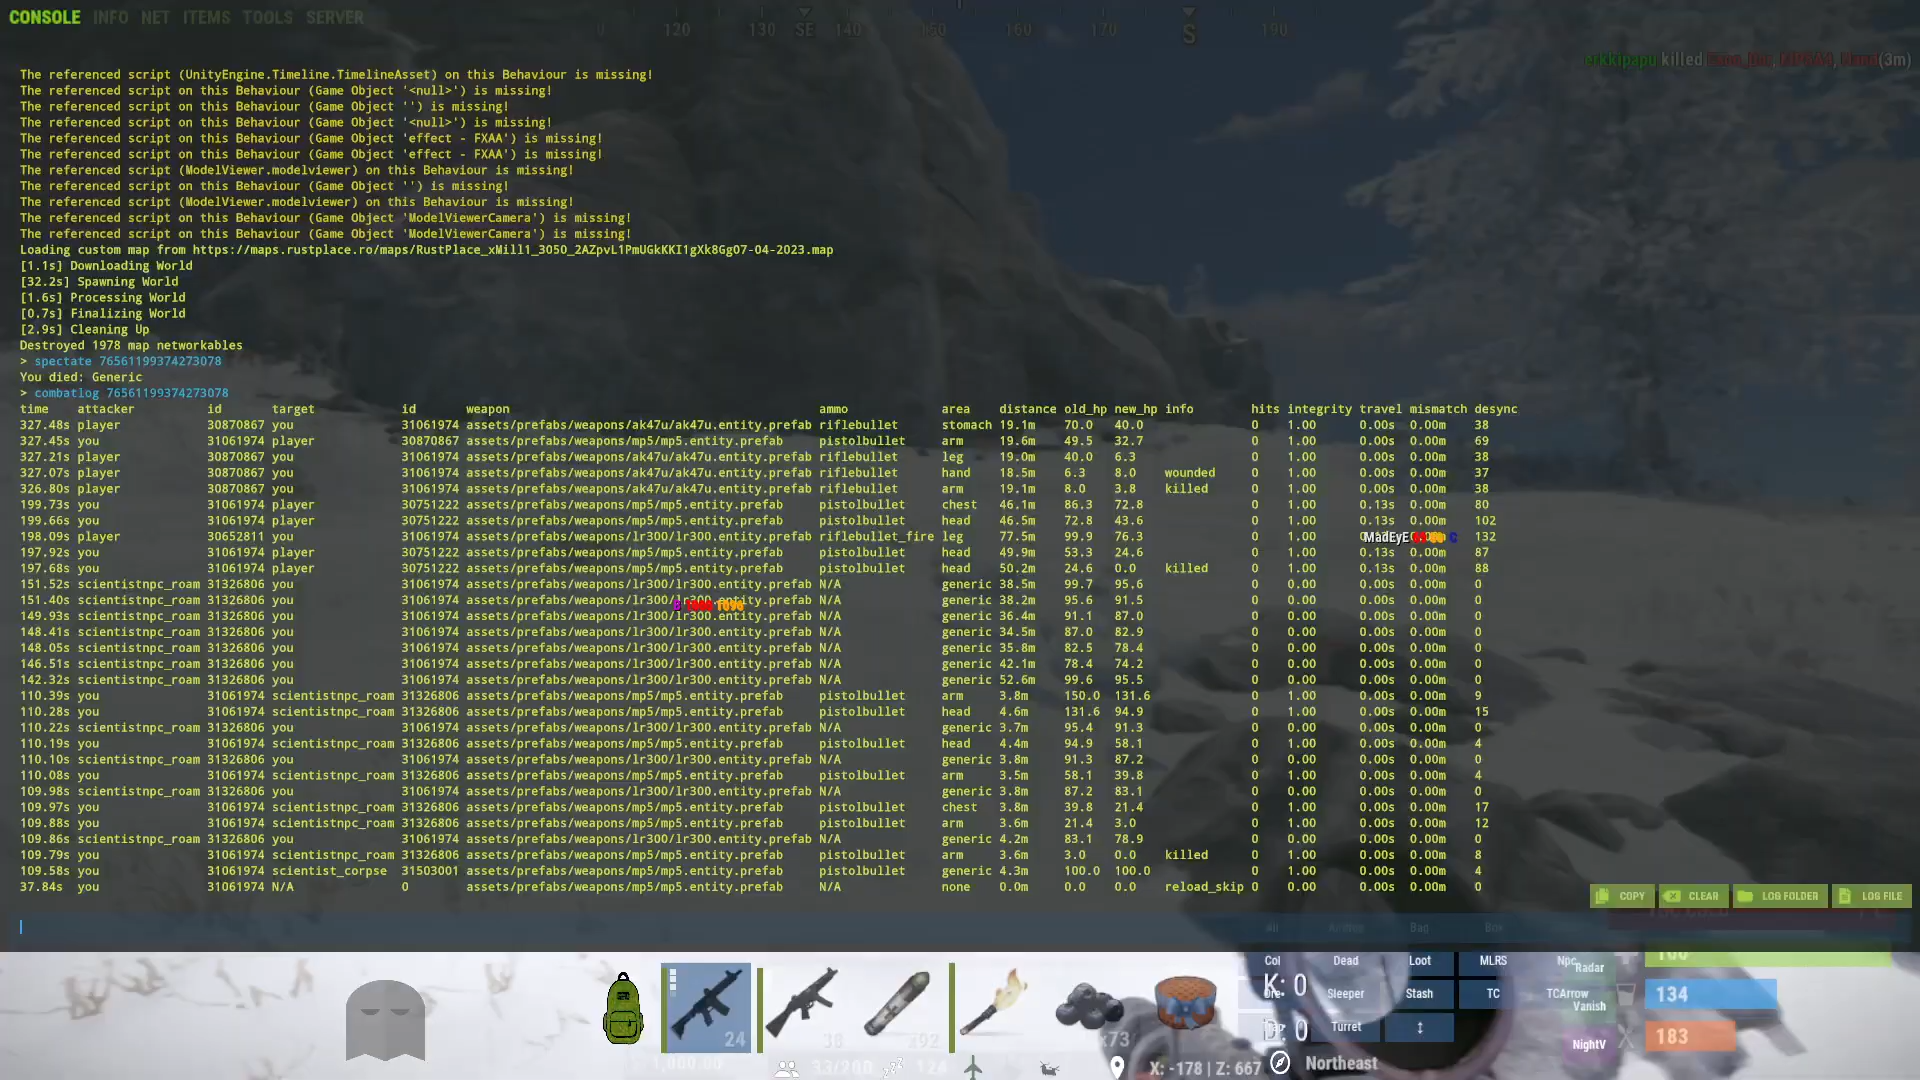 CONSOLE INFO NET ITEMS TOOLS SERVER
120 130 SE 140 150 160 170 S 190
erkkipapu killed (3m)
The referenced script (UnityEngine.Timeline.TimelineAsset) on this Behaviour is missing!
The referenced script on this Behaviour (Game Object '<null>') is missing!
The referenced script on this Behaviour (Game Object '') is missing!
The referenced script on this Behaviour (Game Object '<null>') is missing!
The referenced script on this Behaviour (Game Object 'effect - FXAA') is missing!
The referenced script on this Behaviour (Game Object 'effect - FXAA') is missing!
The referenced script (ModelViewer.modelviewer) on this Behaviour is missing!
The referenced script on this Behaviour (Game Object '') is missing!
The referenced script (ModelViewer.modelviewer) on this Behaviour is missing!
The referenced script on this Behaviour (Game Object 'ModelViewerCamera') is missing!
The referenced script on this Behaviour (Game Object 'ModelViewerCamera') is missing!
Loading custom map from https://maps.rustplace.ro/maps/RustPlace_xMill1_3050_2AZpvL1PmUGkKKI1gXk8Gg07-04-2023.map
[1.1s] Downloading World
[32.2s] Spawning World
[1.6s] Processing World
[0.7s] Finalizing World
[2.9s] Cleaning Up
Destroyed 1978 map networkables
> spectate 76561199374273078
You died: Generic
> combatlog 76561199374273078
time attacker id target id weapon ammo area distance old_hp new_hp info hits integrity travel mismatch desync
327.48s player 30870867 you 31061974 assets/prefabs/weapons/ak47u/ak47u.entity.prefab riflebullet stomach 19.1m 70.0 40.0 0 1.00 0.00s 0.00m 38
327.45s you 31061974 player 30870867 assets/prefabs/weapons/mp5/mp5.entity.prefab pistolbullet arm 19.6m 49.5 32.7 0 1.00 0.00s 0.00m 69
327.21s player 30870867 you 31061974 assets/prefabs/weapons/ak47u/ak47u.entity.prefab riflebullet leg 19.0m 40.0 6.3 0 1.00 0.00s 0.00m 38
327.07s player 30870867 you 31061974 assets/prefabs/weapons/ak47u/ak47u.entity.prefab riflebullet hand 18.5m 6.3 8.0 wounded 0 1.00 0.00s 0.00m 37
326.80s player 30870867 you 31061974 assets/prefabs/weapons/ak47u/ak47u.entity.prefab riflebullet arm 19.1m 8.0 3.8 killed 0 1.00 0.00s 0.00m 38
199.73s you 31061974 player 30751222 assets/prefabs/weapons/mp5/mp5.entity.prefab pistolbullet chest 46.1m 86.3 72.8 0 1.00 0.13s 0.00m 80
199.66s you 31061974 player 30751222 assets/prefabs/weapons/mp5/mp5.entity.prefab pistolbullet head 46.5m 72.8 43.6 0 1.00 0.13s 0.00m 102
198.09s player 30652811 you 31061974 assets/prefabs/weapons/lr300/lr300.entity.prefab riflebullet_fire leg 77.5m 99.9 76.3 0 1.00 MadEyE 132
197.92s you 31061974 player 30751222 assets/prefabs/weapons/mp5/mp5.entity.prefab pistolbullet head 49.9m 53.3 24.6 0 1.00 0.13s 0.00m 87
197.68s you 31061974 player 30751222 assets/prefabs/weapons/mp5/mp5.entity.prefab pistolbullet head 50.2m 24.6 0.0 killed 0 1.00 0.13s 0.00m 88
151.52s scientistnpc_roam 31326806 you 31061974 assets/prefabs/weapons/lr300/lr300.entity.prefab N/A generic 38.5m 99.7 95.6 0 0.00 0.00s 0.00m 0
151.40s scientistnpc_roam 31326806 you 31061974 assets/prefabs/weapons/lr300/lr300.entity.prefab N/A generic 38.2m 95.6 91.5 0 0.00 0.00s 0.00m 0
149.93s scientistnpc_roam 31326806 you 31061974 assets/prefabs/weapons/lr300/lr300.entity.prefab N/A generic 36.4m 91.1 87.0 0 0.00 0.00s 0.00m 0
148.41s scientistnpc_roam 31326806 you 31061974 assets/prefabs/weapons/lr300/lr300.entity.prefab N/A generic 34.5m 87.0 82.9 0 0.00 0.00s 0.00m 0
148.05s scientistnpc_roam 31326806 you 31061974 assets/prefabs/weapons/lr300/lr300.entity.prefab N/A generic 35.8m 82.5 78.4 0 0.00 0.00s 0.00m 0
146.51s scientistnpc_roam 31326806 you 31061974 assets/prefabs/weapons/lr300/lr300.entity.prefab N/A generic 42.1m 78.4 74.2 0 0.00 0.00s 0.00m 0
142.32s scientistnpc_roam 31326806 you 31061974 assets/prefabs/weapons/lr300/lr300.entity.prefab N/A generic 52.6m 99.6 95.5 0 0.00 0.00s 0.00m 0
110.39s you 31061974 scientistnpc_roam 31326806 assets/prefabs/weapons/mp5/mp5.entity.prefab pistolbullet arm 3.8m 150.0 131.6 0 1.00 0.00s 0.00m 9
110.28s you 31061974 scientistnpc_roam 31326806 assets/prefabs/weapons/mp5/mp5.entity.prefab pistolbullet head 4.6m 131.6 94.9 0 1.00 0.00s 0.00m 15
110.22s scientistnpc_roam 31326806 you 31061974 assets/prefabs/weapons/lr300/lr300.entity.prefab N/A generic 3.7m 95.4 91.3 0 0.00 0.00s 0.00m 0
110.19s you 31061974 scientistnpc_roam 31326806 assets/prefabs/weapons/mp5/mp5.entity.prefab pistolbullet head 4.4m 94.9 58.1 0 1.00 0.00s 0.00m 4
110.10s scientistnpc_roam 31326806 you 31061974 assets/prefabs/weapons/lr300/lr300.entity.prefab N/A generic 3.8m 91.3 87.2 0 0.00 0.00s 0.00m 0
110.08s you 31061974 scientistnpc_roam 31326806 assets/prefabs/weapons/mp5/mp5.entity.prefab pistolbullet arm 3.5m 58.1 39.8 0 1.00 0.00s 0.00m 4
109.98s scientistnpc_roam 31326806 you 31061974 assets/prefabs/weapons/lr300/lr300.entity.prefab N/A generic 3.8m 87.2 83.1 0 0.00 0.00s 0.00m 0
109.97s you 31061974 scientistnpc_roam 31326806 assets/prefabs/weapons/mp5/mp5.entity.prefab pistolbullet chest 3.8m 39.8 21.4 0 1.00 0.00s 0.00m 17
109.88s you 31061974 scientistnpc_roam 31326806 assets/prefabs/weapons/mp5/mp5.entity.prefab pistolbullet arm 3.6m 21.4 3.0 0 1.00 0.00s 0.00m 12
109.86s scientistnpc_roam 31326806 you 31061974 assets/prefabs/weapons/lr300/lr300.entity.prefab N/A generic 4.2m 83.1 78.9 0 0.00 0.00s 0.00m 0
109.79s you 31061974 scientistnpc_roam 31326806 assets/prefabs/weapons/mp5/mp5.entity.prefab pistolbullet arm 3.6m 3.0 0.0 killed 0 1.00 0.00s 0.00m 8
109.58s you 31061974 scientist_corpse 31503001 assets/prefabs/weapons/mp5/mp5.entity.prefab pistolbullet generic 4.3m 100.0 100.0 0 1.00 0.00s 0.00m 4
37.84s you 31061974 N/A 0 assets/prefabs/weapons/mp5/mp5.entity.prefab N/A none 0.0m 0.0 0.0 reload_skip 0 0.00 0.00s 0.00m 0
COPY CLEAR LOG FOLDER LOG FILE
All Bag Box
Col Dead Loot MLRS Npc Radar
K: 0 Ore Sleeper Stash TC TCArrow Vanish 134
D: 0 Turret ↕ NightV 183
24 x92 x73
1,000.00 33/200 124 X: -178 | Z: 667 Northeast